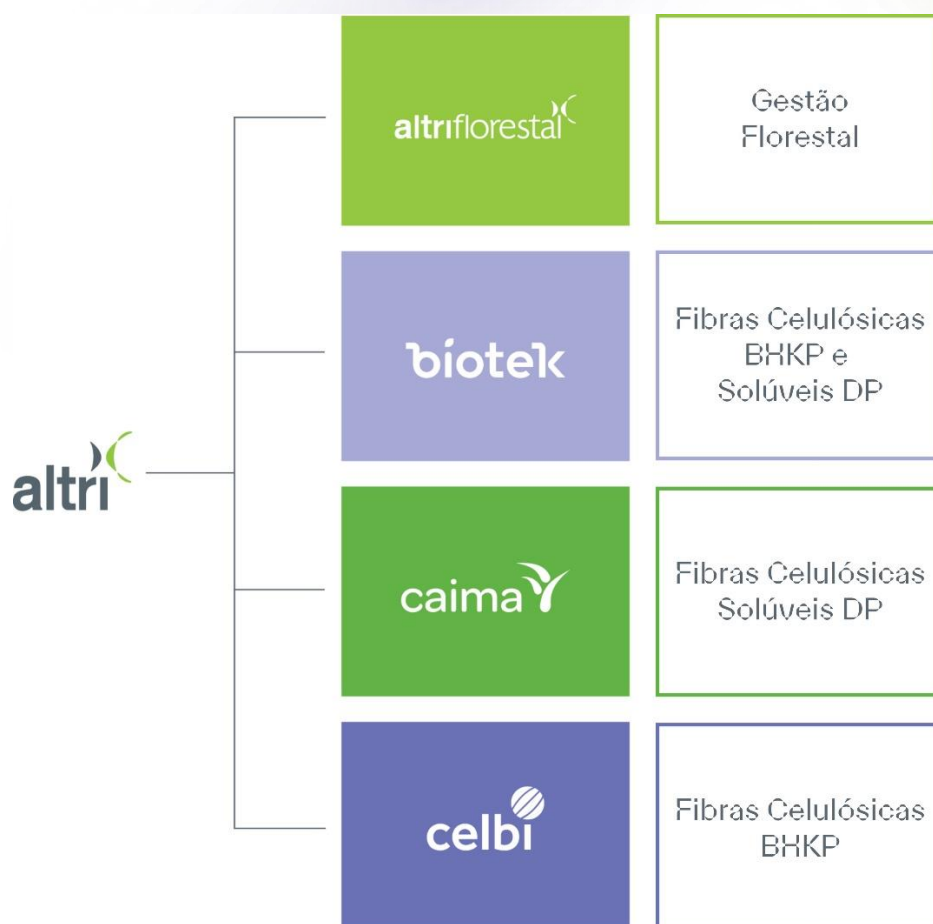 altriflorestal
Gestão
Florestal
biotek
Fibras Celulósicas
BHKP e
Solúveis DP
altri
caima
Fibras Celulósicas
Solúveis DP
celbi
Fibras Celulósicas
BHKP